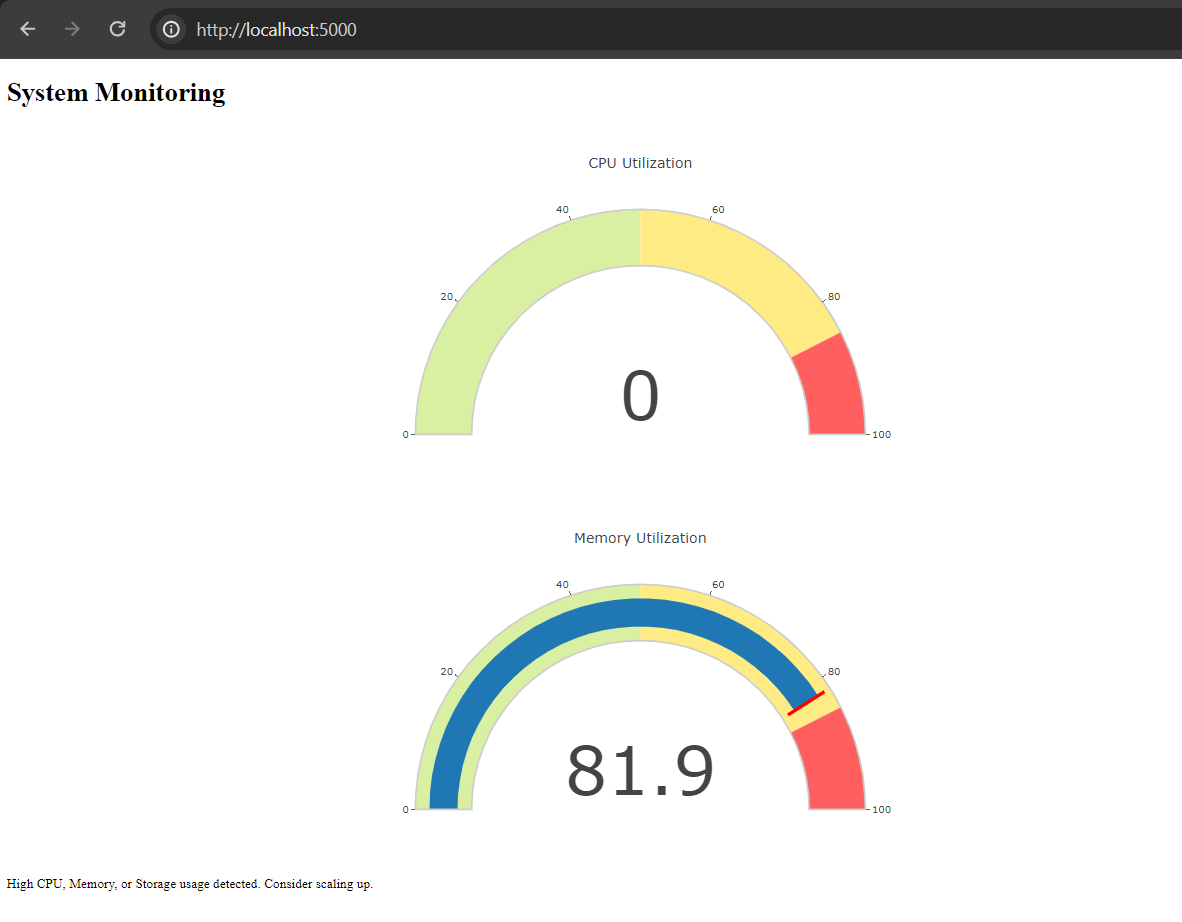 http://localhost:5000
System Monitoring
CPU Utilization
40 60
20 80
0
0 100
Memory Utilization
40 60
20 80
81.9
0 100
High CPU, Memory, or Storage usage detected. Consider scaling up.